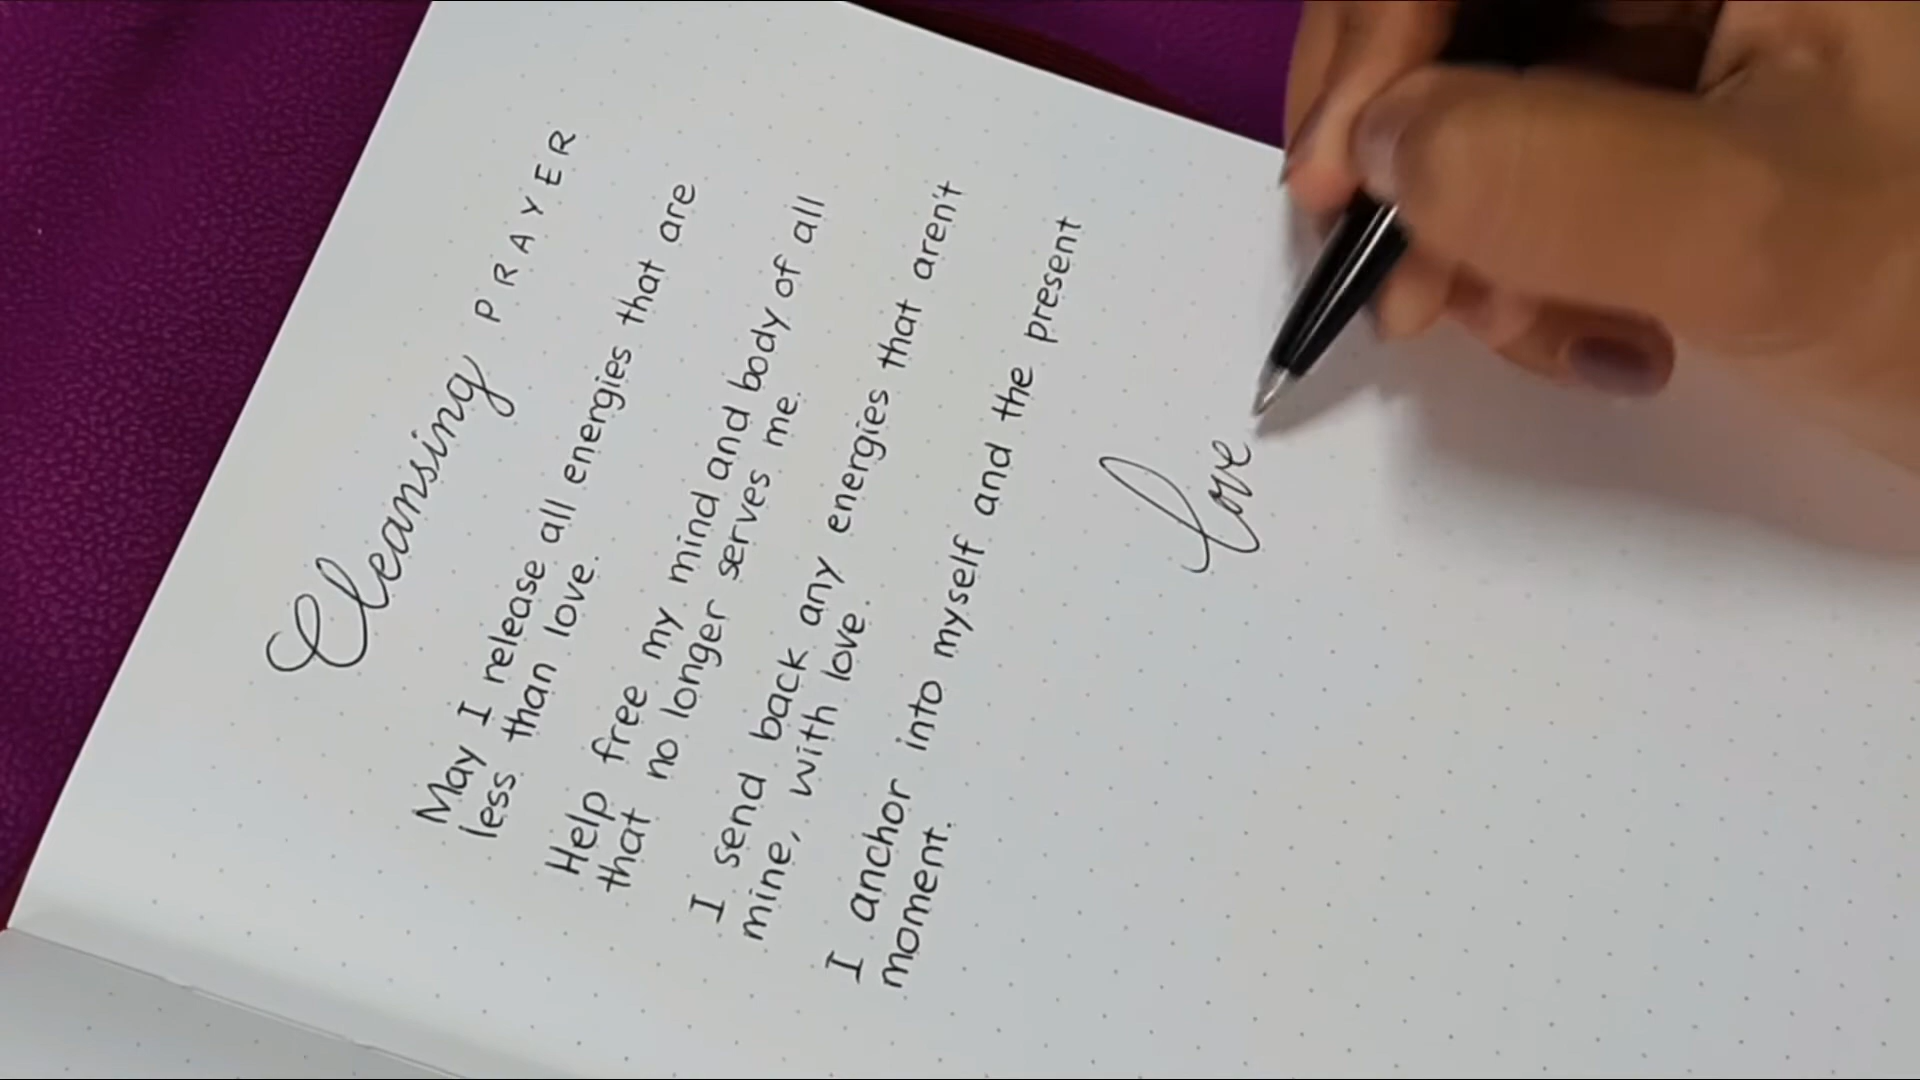 Cleansing PRAYER
May I release all energies that are
less than love.
Help free my mind and body of all
that no longer serves me.
I send back any energies that aren't
mine, with love.
I anchor into myself and the present
moment.
love